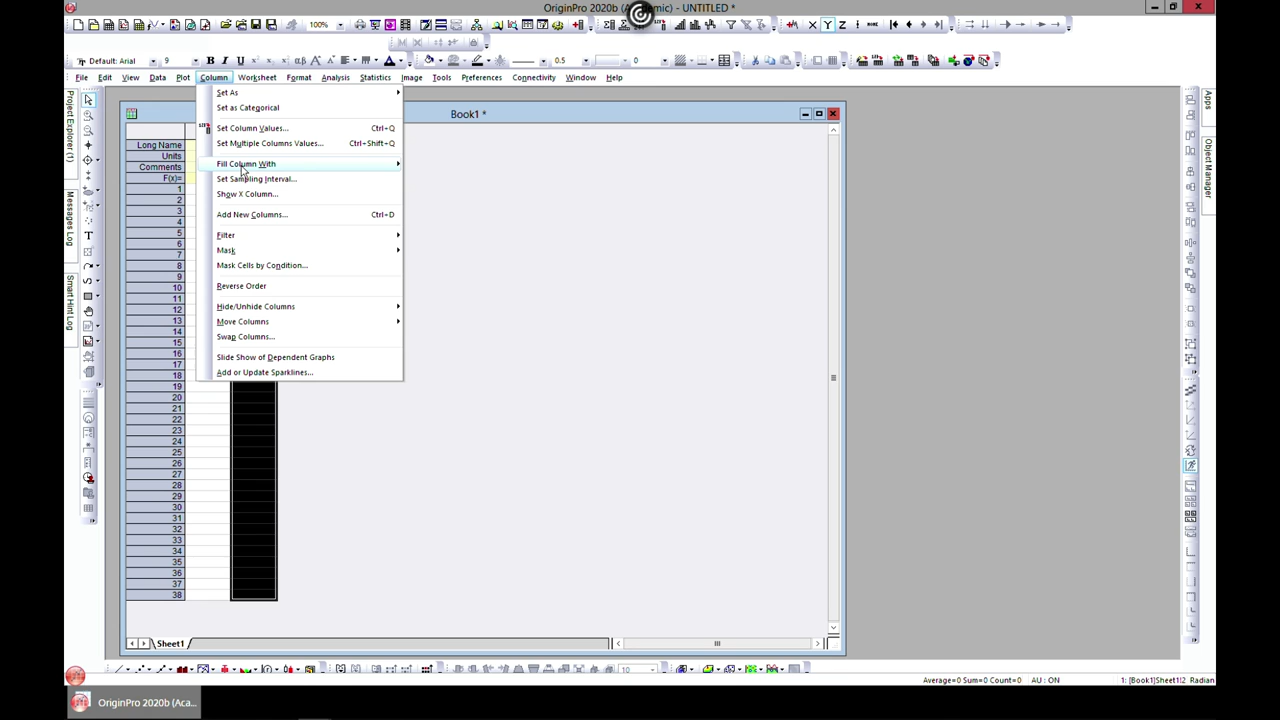 OriginPro 2020b (Academic) - UNTITLED *
100%
Default: Arial 9 B I U 0.5 0
File Edit View Data Plot Column Worksheet Format Analysis Statistics Image Tools Preferences Connectivity Window Help
Project Explorer (1)
Messages Log
Smart Hint Log
Apps
Object Manager
Book1 *
Set As
Set as Categorical
Set Column Values... Ctrl+Q
Set Multiple Columns Values... Ctrl+Shift+Q
Fill Column With
Set Sampling Interval...
Show X Column...
Add New Columns... Ctrl+D
Filter
Mask
Mask Cells by Condition...
Reverse Order
Hide/Unhide Columns
Move Columns
Swap Columns...
Slide Show of Dependent Graphs
Add or Update Sparklines...
Long Name
Units
Comments
F(x)=
1
2
3
4
5
6
7
8
9
10
11
12
13
14
15
16
17
18
19
20
21
22
23
24
25
26
27
28
29
30
31
32
33
34
35
36
37
38
Sheet1
10
Average=0 Sum=0 Count=0 AU : ON 1: [Book1]Sheet1!2 Radian
OriginPro 2020b (Aca...